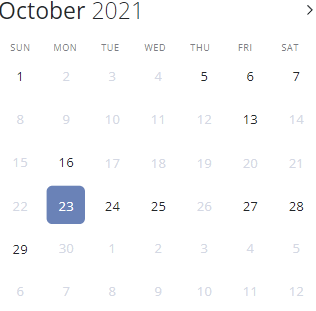 October 2021
SUN MON TUE WED THU FRI SAT
1 2 3 4 5 6 7
8 9 10 11 12 13 14
15 16 17 18 19 20 21
22 23 24 25 26 27 28
29 30 1 2 3 4 5
6 7 8 9 10 11 12